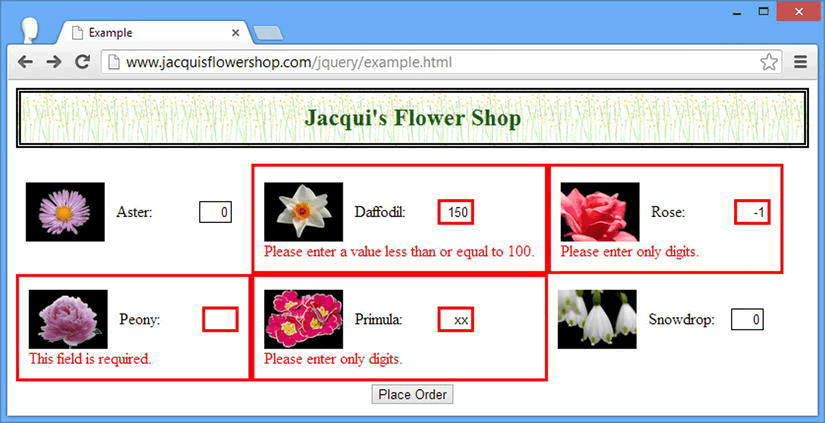 Example
www.jacquisflowershop.com/jquery/example.html
Jacqui's Flower Shop
Aster: 0 Daffodil: 150 Rose: -1
Please enter a value less than or equal to 100. Please enter only digits.
Peony: Primula: xx Snowdrop: 0
This field is required. Please enter only digits.
Place Order